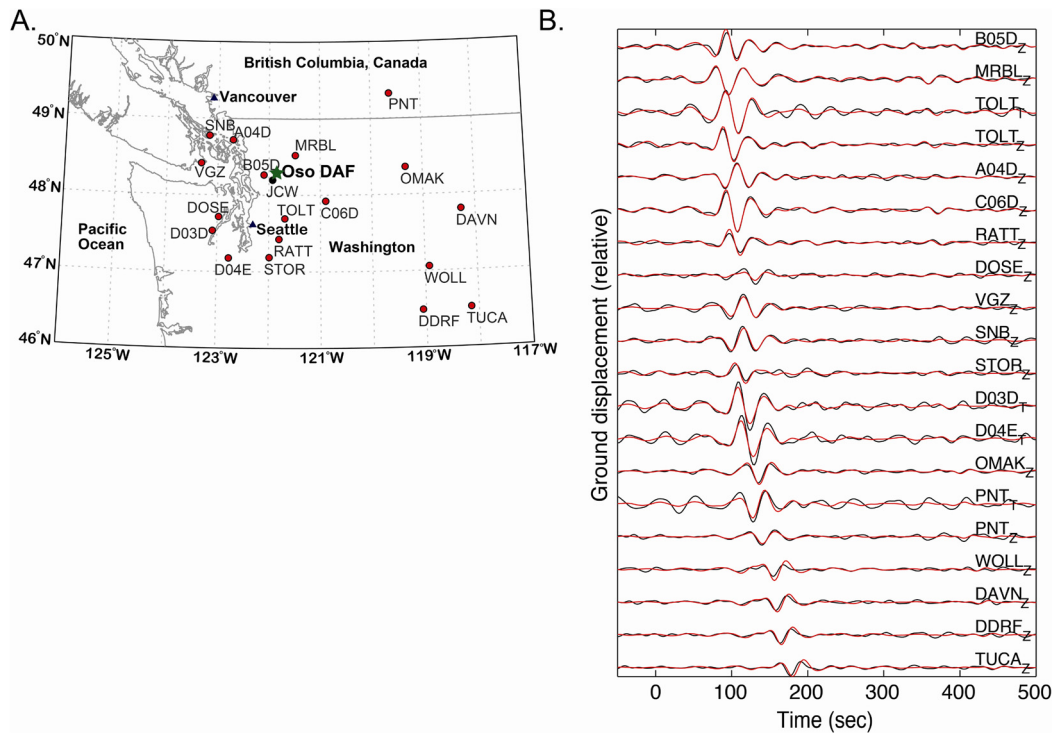 A.
50°N
49°N
48°N
47°N
46°N
125°W
123°W
121°W
119°W
117°W
British Columbia, Canada
Vancouver
PNT
SNB
A04D
MRBL
VGZ
B05D
Oso DAF
OMAK
JCW
DOSE
TOLT
C06D
DAVN
Pacific
Ocean
D03D
Seattle
RATT
Washington
D04E
STOR
WOLL
DDRF
TUCA
B.
Ground displacement (relative)
B05DZ
MRBLZ
TOLTT
TOLTZ
A04DZ
C06DZ
RATTZ
DOSEZ
VGZZ
SNBZ
STORZ
D03DT
D04ET
OMAKZ
PNTT
PNTZ
WOLLZ
DAVNZ
DDRFZ
TUCAZ
0 100 200 300 400 500
Time (sec)